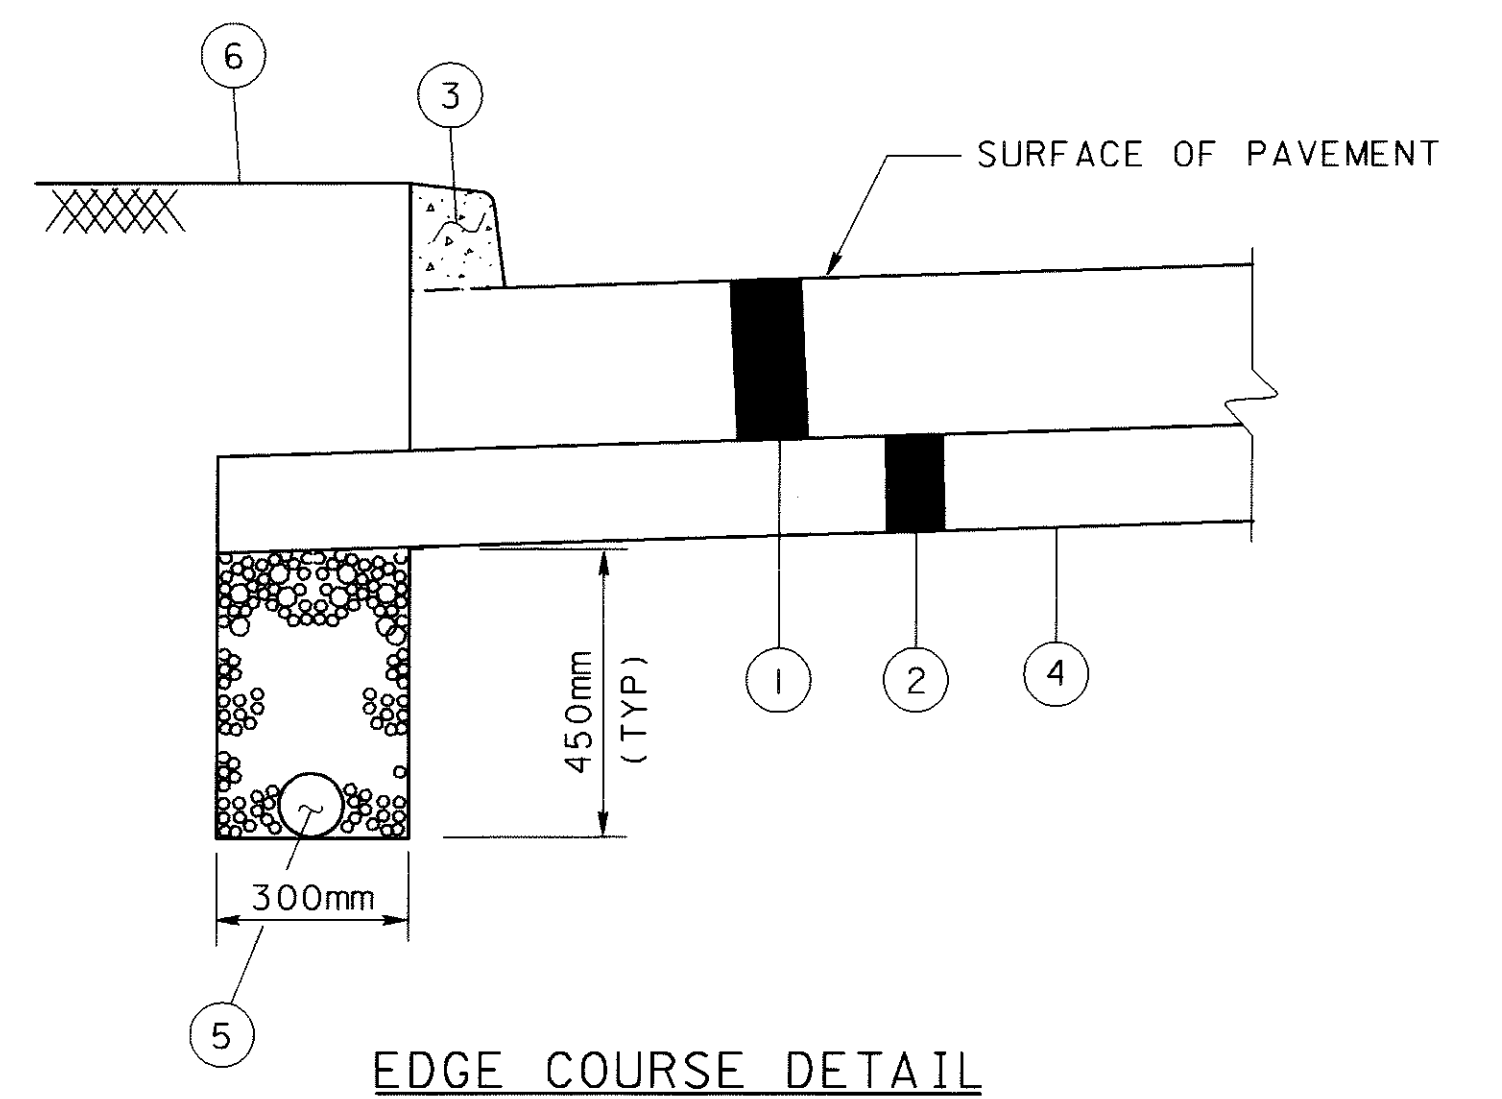 6
3
SURFACE OF PAVEMENT
450mm
(TYP)
1
2
4
300mm
5
EDGE COURSE DETAIL